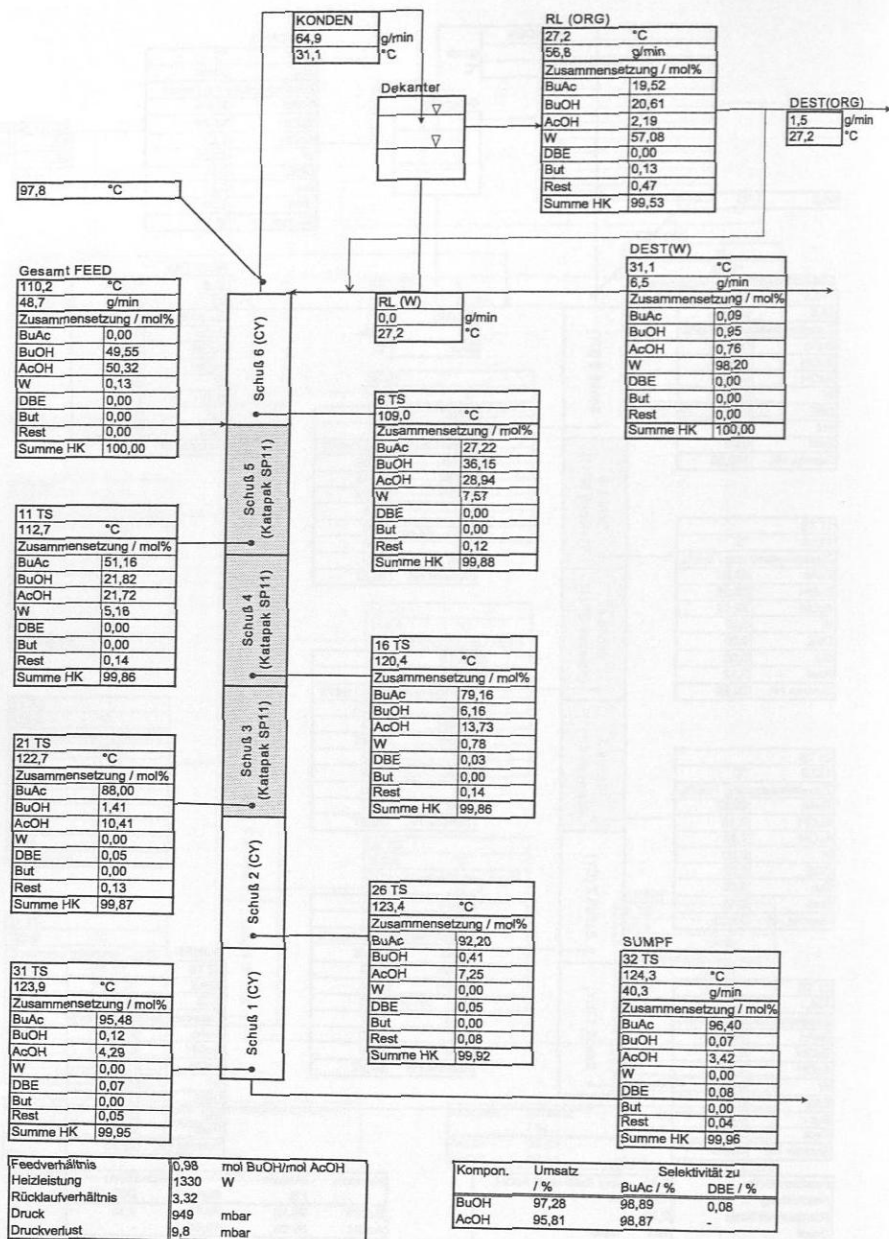 KONDEN
64,9 g/min
31,1 °C
Dekanter
RL (ORG)
27,2 °C
56,8 g/min
Zusammensetzung / mol%
BuAc 19,52
BuOH 20,61
AcOH 2,19
W 57,08
DBE 0,00
But 0,13
Rest 0,47
Summe HK 99,53
DEST(ORG)
1,5 g/min
27,2 °C
97,8 °C
Gesamt FEED
110,2 °C
48,7 g/min
Zusammensetzung / mol%
BuAc 0,00
BuOH 49,55
AcOH 50,32
W 0,13
DBE 0,00
But 0,00
Rest 0,00
Summe HK 100,00
RL (W)
0,0 g/min
27,2 °C
DEST(W)
31,1 °C
6,5 g/min
Zusammensetzung / mol%
BuAc 0,09
BuOH 0,95
AcOH 0,76
W 98,20
DBE 0,00
But 0,00
Rest 0,00
Summe HK 100,00
Schuß 6 (CY)
6 TS
109,0 °C
Zusammensetzung / mol%
BuAc 27,22
BuOH 36,15
AcOH 28,94
W 7,57
DBE 0,00
But 0,00
Rest 0,12
Summe HK 99,88
Schuß 5
(Katapak SP11)
11 TS
112,7 °C
Zusammensetzung / mol%
BuAc 51,16
BuOH 21,82
AcOH 21,72
W 5,16
DBE 0,00
But 0,00
Rest 0,14
Summe HK 99,86
Schuß 4
(Katapak SP11)
16 TS
120,4 °C
Zusammensetzung / mol%
BuAc 79,16
BuOH 6,16
AcOH 13,73
W 0,78
DBE 0,03
But 0,00
Rest 0,14
Summe HK 99,86
Schuß 3
(Katapak SP11)
21 TS
122,7 °C
Zusammensetzung / mol%
BuAc 88,00
BuOH 1,41
AcOH 10,41
W 0,00
DBE 0,05
But 0,00
Rest 0,13
Summe HK 99,87
Schuß 2 (CY)
26 TS
123,4 °C
Zusammensetzung / mol%
BuAc 92,20
BuOH 0,41
AcOH 7,25
W 0,00
DBE 0,05
But 0,00
Rest 0,08
Summe HK 99,92
Schuß 1 (CY)
31 TS
123,9 °C
Zusammensetzung / mol%
BuAc 95,48
BuOH 0,12
AcOH 4,29
W 0,00
DBE 0,07
But 0,00
Rest 0,05
Summe HK 99,95
SUMPF
32 TS
124,3 °C
40,3 g/min
Zusammensetzung / mol%
BuAc 96,40
BuOH 0,07
AcOH 3,42
W 0,00
DBE 0,08
But 0,00
Rest 0,04
Summe HK 99,96
Feedverhältnis 0,98 mol BuOH/mol AcOH
Heizleistung 1330 W
Rücklaufverhältnis 3,32
Druck 949 mbar
Druckverlust 9,8 mbar
Kompon. Umsatz Selektivität zu
/ % BuAc / % DBE / %
BuOH 97,28 98,89 0,08
AcOH 95,81 98,87 -